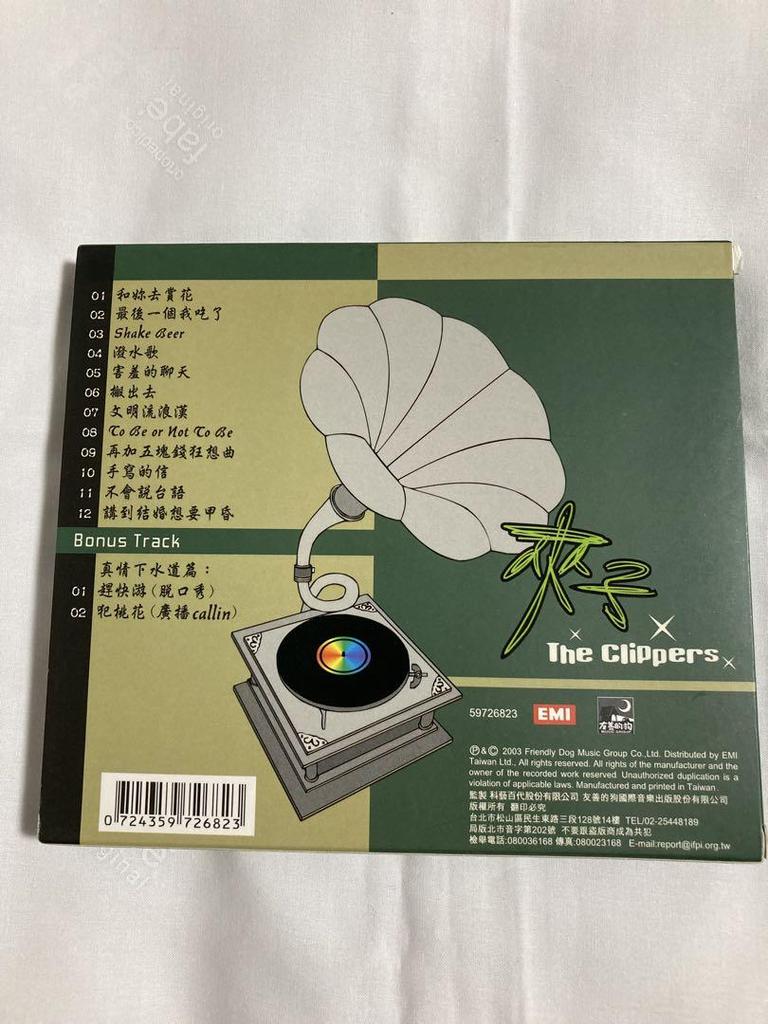 ortopedico
fabe
original
01 和妳去賞花
02 最後一個我吃了
03 Shake Beer
04 潑水歌
05 害羞的聊天
06 搬出去
07 文明流浪漢
08 To Be or Not To Be
09 再加五塊錢狂想曲
10 手寫的信
11 不會說台語
12 講到結婚想要甲昏
Bonus Track
真情下水道篇：
01 趕快游(脫口秀)
02 犯桃花(廣播callin)
夾子
The Clippers
59726823 EMI 友善的狗
MUSIC GROUP
Ⓟ & © 2003 Friendly Dog Music Group Co.,Ltd. Distributed by EMI
Taiwan Ltd., All rights reserved. All rights of the manufacturer and the
owner of the recorded work reserved. Unauthorized duplication is a
violation of applicable laws. Manufactured and printed in Taiwan.
監製 科藝百代股份有限公司 友善的狗國際音樂出版股份有限公司
版權所有 翻印必究
台北市松山區民生東路三段128號14樓 TEL/02-25448189
局版北市音字第202號 不要跟盜版商成為共犯
檢舉電話:080036168 傳真:080023168 E-mail:report@ifpi.org.tw
0 724359 726823
original